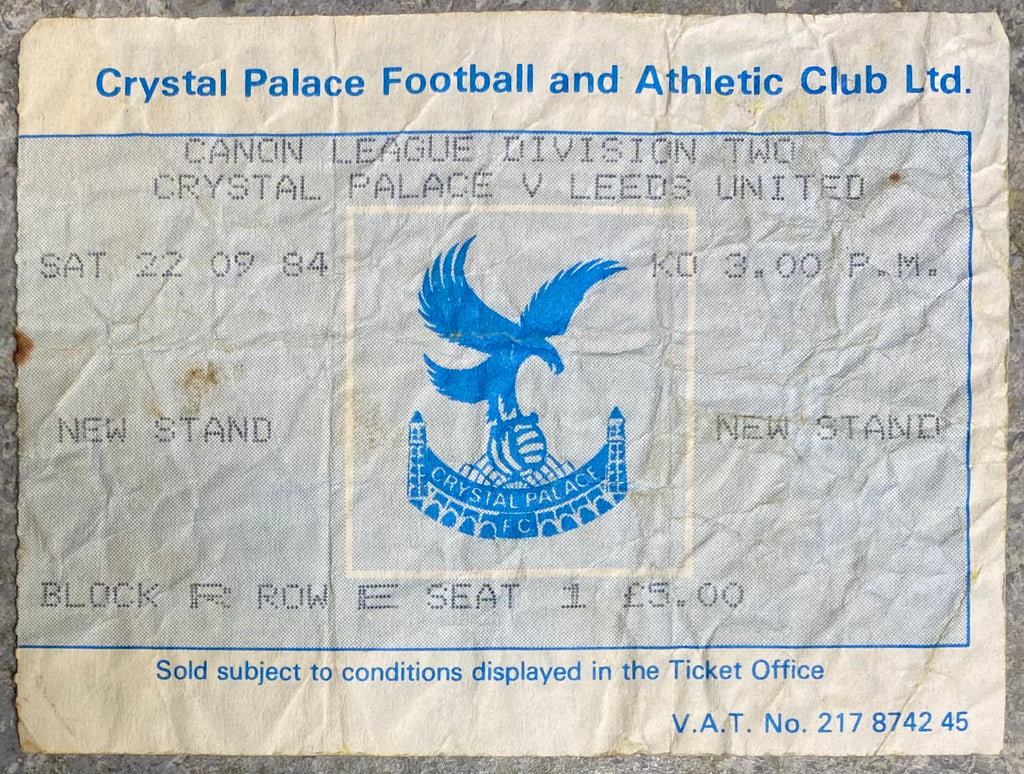 Crystal Palace Football and Athletic Club Ltd.
CANON LEAGUE DIVISION TWO
CRYSTAL PALACE V LEEDS UNITED
SAT 22 09 84 KO 3.00 P.M.
NEW STAND NEW STAND
CRYSTAL PALACE
FC
BLOCK R ROW E SEAT 1 £5.00
Sold subject to conditions displayed in the Ticket Office
V.A.T. No. 217 8742 45